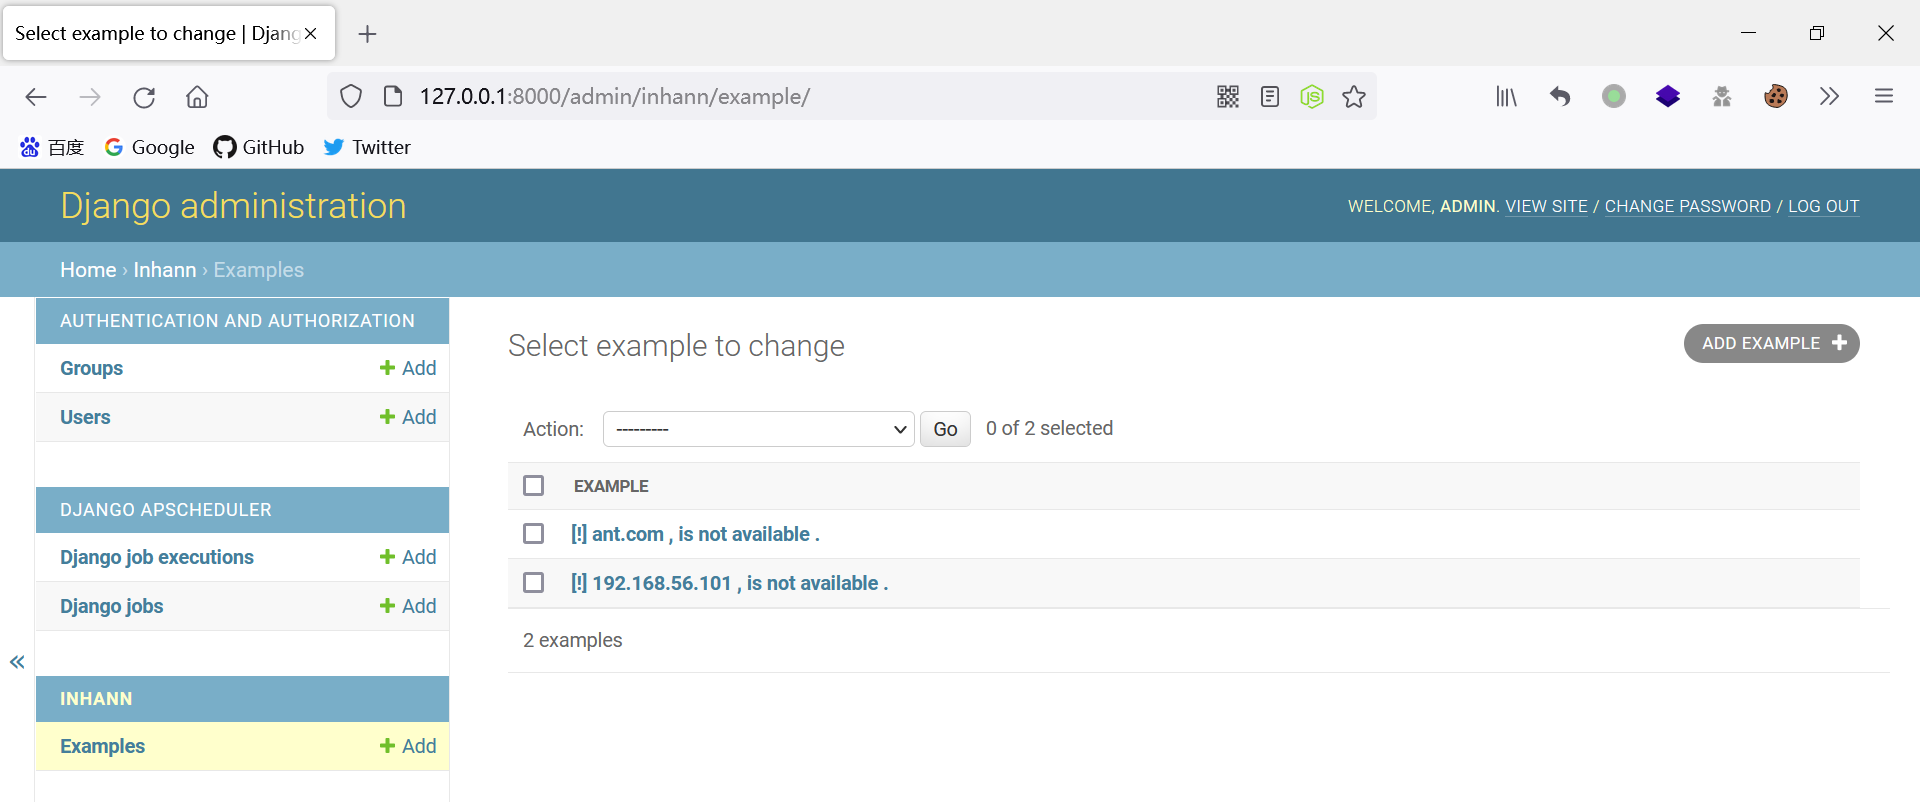 Select example to change | Djang
127.0.0.1:8000/admin/inhann/example/
百度 Google GitHub Twitter
Django administration
WELCOME, ADMIN. VIEW SITE / CHANGE PASSWORD / LOG OUT
Home › Inhann › Examples
AUTHENTICATION AND AUTHORIZATION
Groups + Add
Users + Add
DJANGO APSCHEDULER
Django job executions + Add
Django jobs + Add
«
INHANN
Examples + Add
Select example to change
ADD EXAMPLE +
Action: --------- Go 0 of 2 selected
EXAMPLE
[!] ant.com , is not available .
[!] 192.168.56.101 , is not available .
2 examples